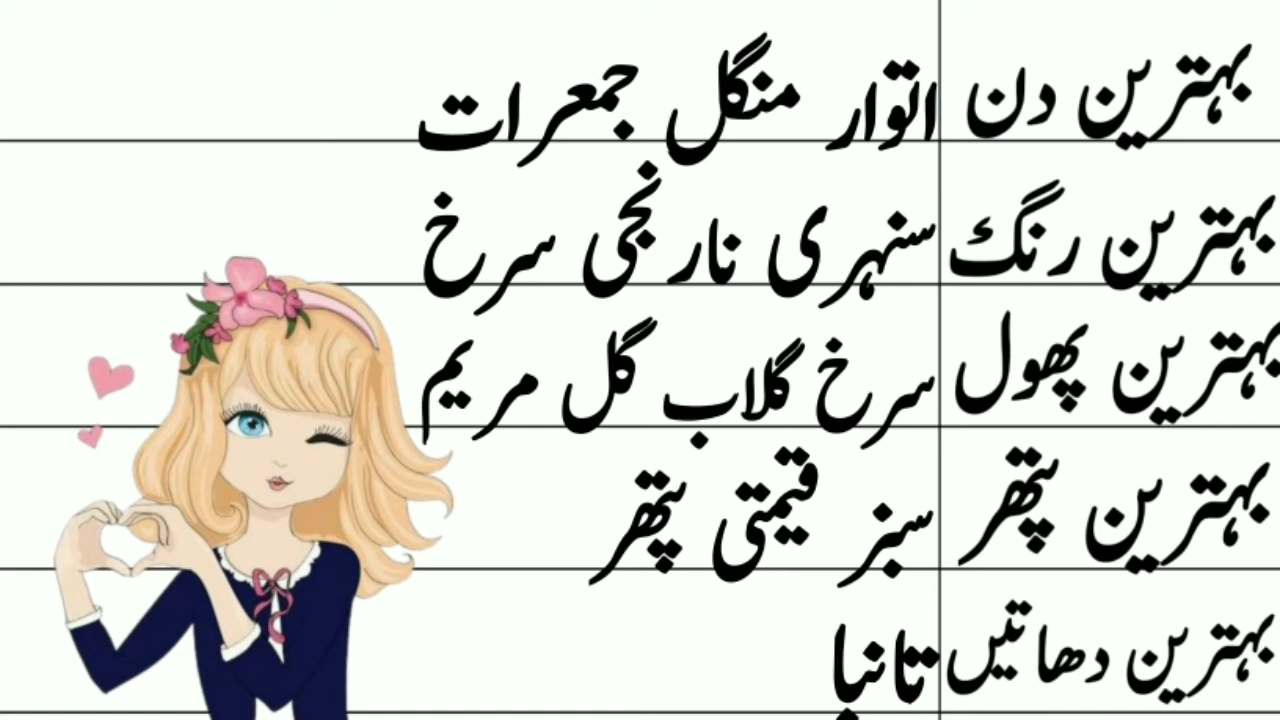 بہترین دن اتوار منگل جمعرات
بہترین رنگ سنہری نارنجی سرخ
بہترین پھول سرخ گلاب گل مریم
بہترین پتھر سبز قیمتی پتھر
بہترین دھاتیں تانبا